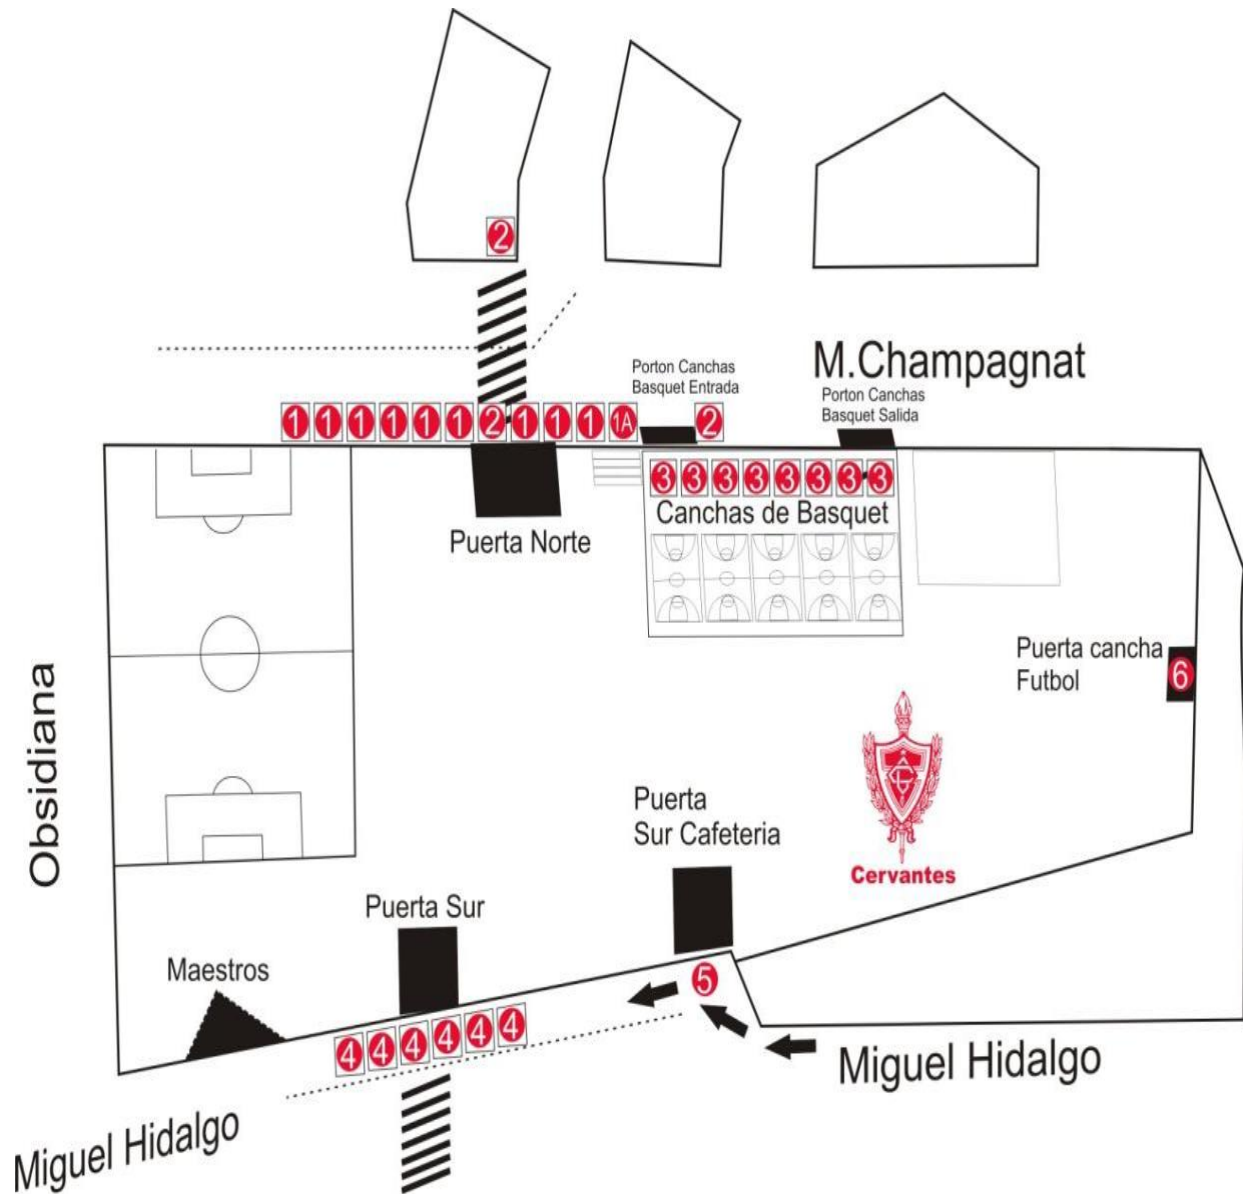 2
M.Champagnat
Porton Canchas
Basquet Entrada
Porton Canchas
Basquet Salida
1 1 1 1 1 1 2 1 1 1 1A 2
3 3 3 3 3 3 3 3
Canchas de Basquet
Puerta Norte
Puerta cancha
Futbol
6
Obsidiana
Puerta
Sur Cafeteria
Cervantes
Puerta Sur
Maestros
5
4 4 4 4 4 4
Miguel Hidalgo
Miguel Hidalgo